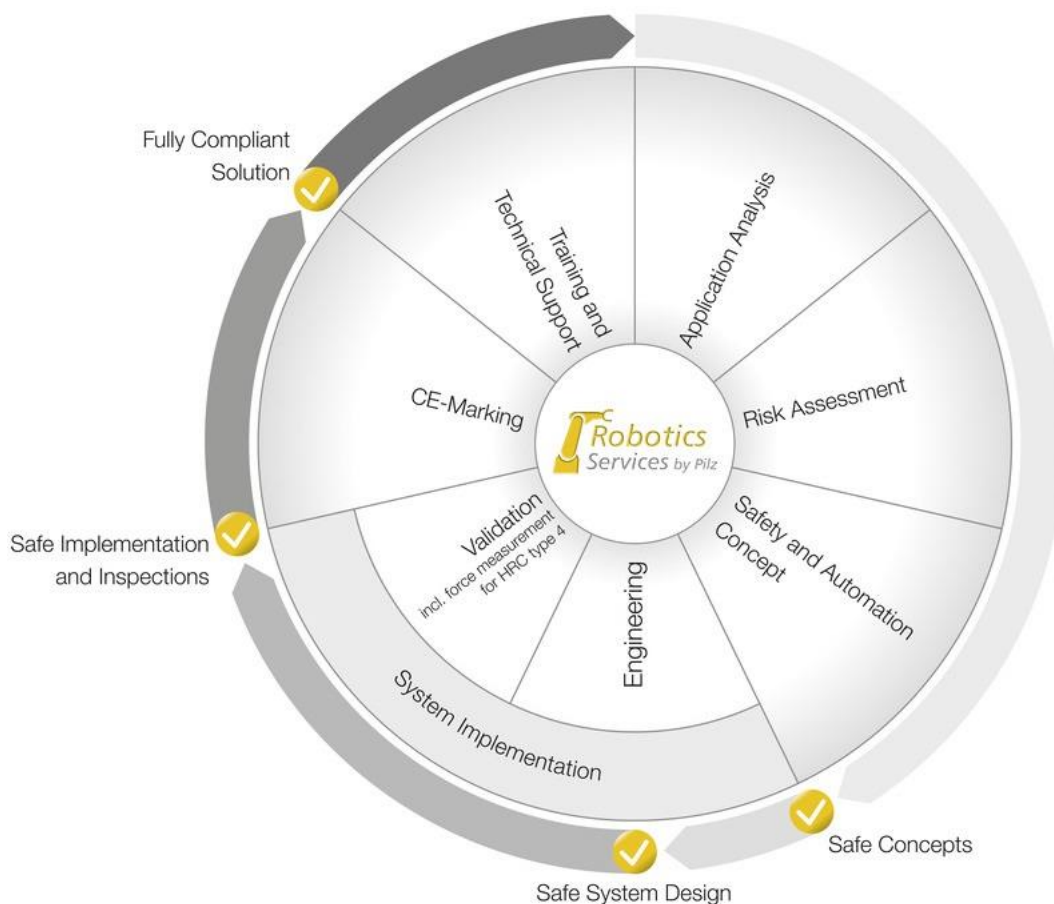 Fully Compliant
Solution
Training and
Technical Support
Application Analysis
CE-Marking
Risk Assessment
Robotics
Services by Pilz
Validation
incl. force measurement
for HRC type 4
Safety and Automation
Concept
Engineering
Safe Implementation
and Inspections
System Implementation
Safe Concepts
Safe System Design